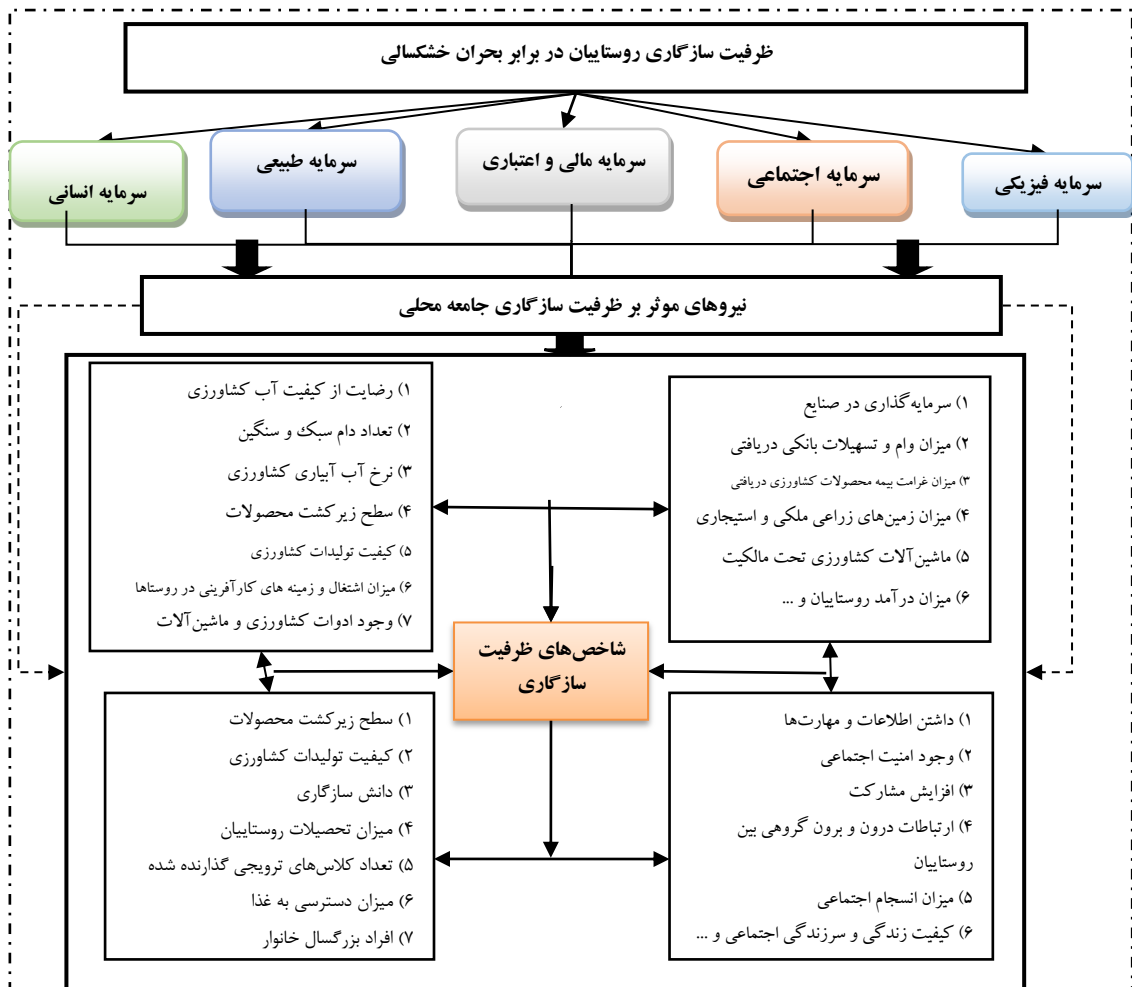 ظرفیت سازگاری روستاییان در برابر بحران خشکسالی
سرمایه فیزیکی
سرمایه اجتماعی
سرمایه مالی و اعتباری
سرمایه طبیعی
سرمایه انسانی
نیروهای موثر بر ظرفیت سازگاری جامعه محلی
۱) سرمایه‌گذاری در صنایع
۲) میزان وام و تسهیلات بانکی دریافتی
۳) میزان غرامت بیمه محصولات کشاورزی دریافتی
۴) میزان زمین‌های زراعی ملکی و استیجاری
۵) ماشین‌آلات کشاورزی تحت مالکیت
۶) میزان درآمد روستاییان و ...
۱) رضایت از کیفیت آب کشاورزی
۲) تعداد دام سبک و سنگین
۳) نرخ آب آبیاری کشاورزی
۴) سطح زیرکشت محصولات
۵) کیفیت تولیدات کشاورزی
۶) میزان اشتغال و زمینه های کارآفرینی در روستاها
۷) وجود ادوات کشاورزی و ماشین‌آلات
شاخص‌های ظرفیت
سازگاری
۱) داشتن اطلاعات و مهارت‌ها
۲) وجود امنیت اجتماعی
۳) افزایش مشارکت
۴) ارتباطات درون و برون گروهی بین
روستاییان
۵) میزان انسجام اجتماعی
۶) کیفیت زندگی و سرزندگی اجتماعی و ...
۱) سطح زیرکشت محصولات
۲) کیفیت تولیدات کشاورزی
۳) دانش سازگاری
۴) میزان تحصیلات روستاییان
۵) تعداد کلاس‌های ترویجی گذارنده شده
۶) میزان دسترسی به غذا
۷) افراد بزرگسال خانوار